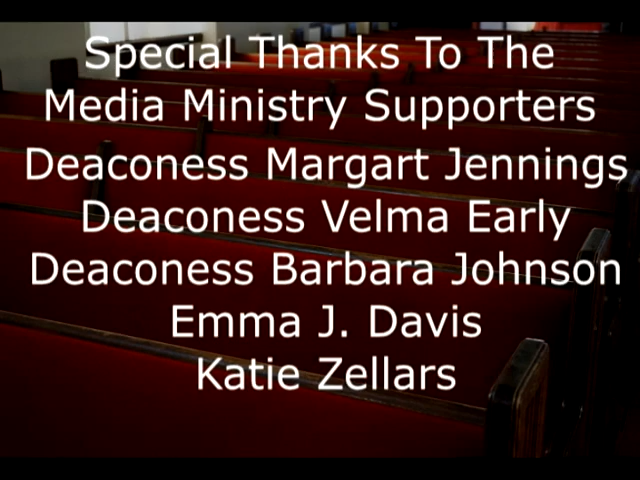 Special Thanks To The
Media Ministry Supporters
Deaconess Margart Jennings
Deaconess Velma Early
Deaconess Barbara Johnson
Emma J. Davis
Katie Zellars